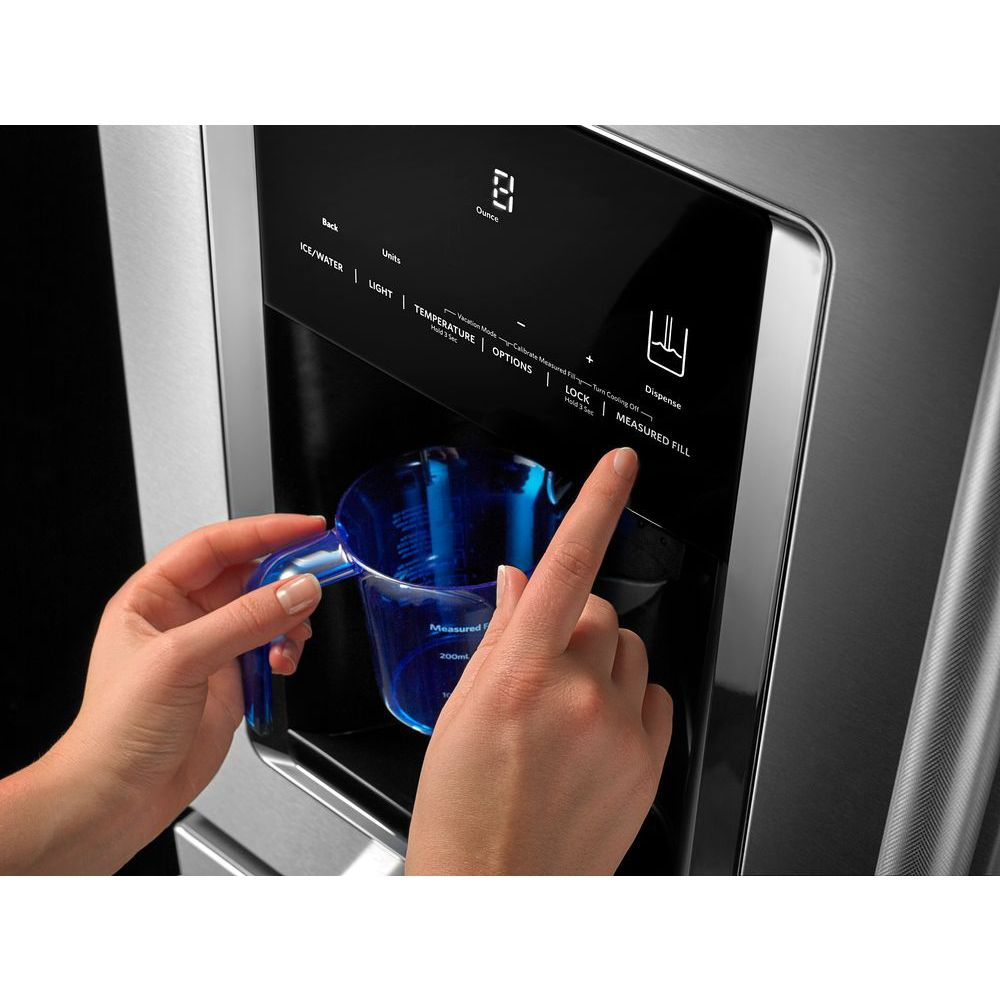 8
Ounce
Back
Units
ICE/WATER | LIGHT | TEMPERATURE | OPTIONS | LOCK | MEASURED FILL
Hold 3 Sec
Hold 3 Sec
Vacation Mode
Calibrate Measured Fill
Turn Cooling Off
-
+
Dispense
Measured
200mL